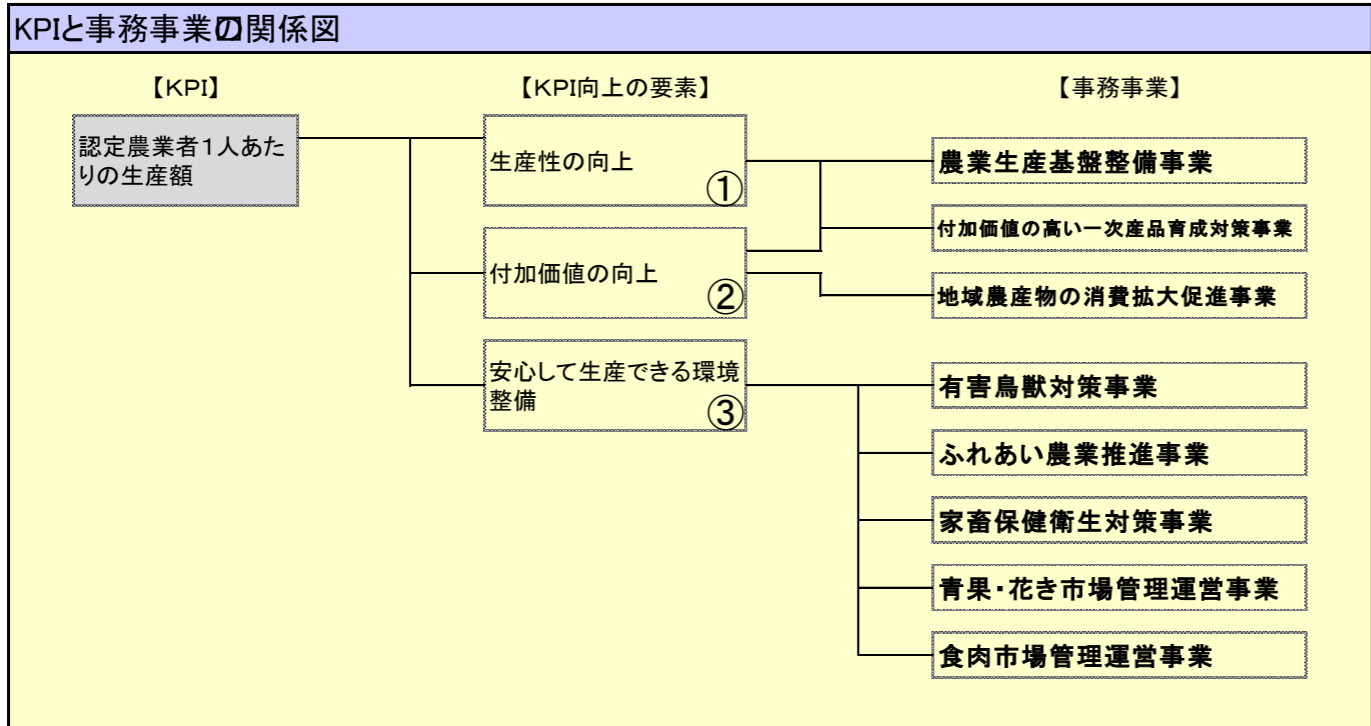 KPIと事務事業の関係図
【KPI】
【KPI向上の要素】
【事務事業】
認定農業者１人あた
りの生産額
生産性の向上
①
付加価値の向上
②
安心して生産できる環境
整備
③
農業生産基盤整備事業
付加価値の高い一次産品育成対策事業
地域農産物の消費拡大促進事業
有害鳥獣対策事業
ふれあい農業推進事業
家畜保健衛生対策事業
青果・花き市場管理運営事業
食肉市場管理運営事業